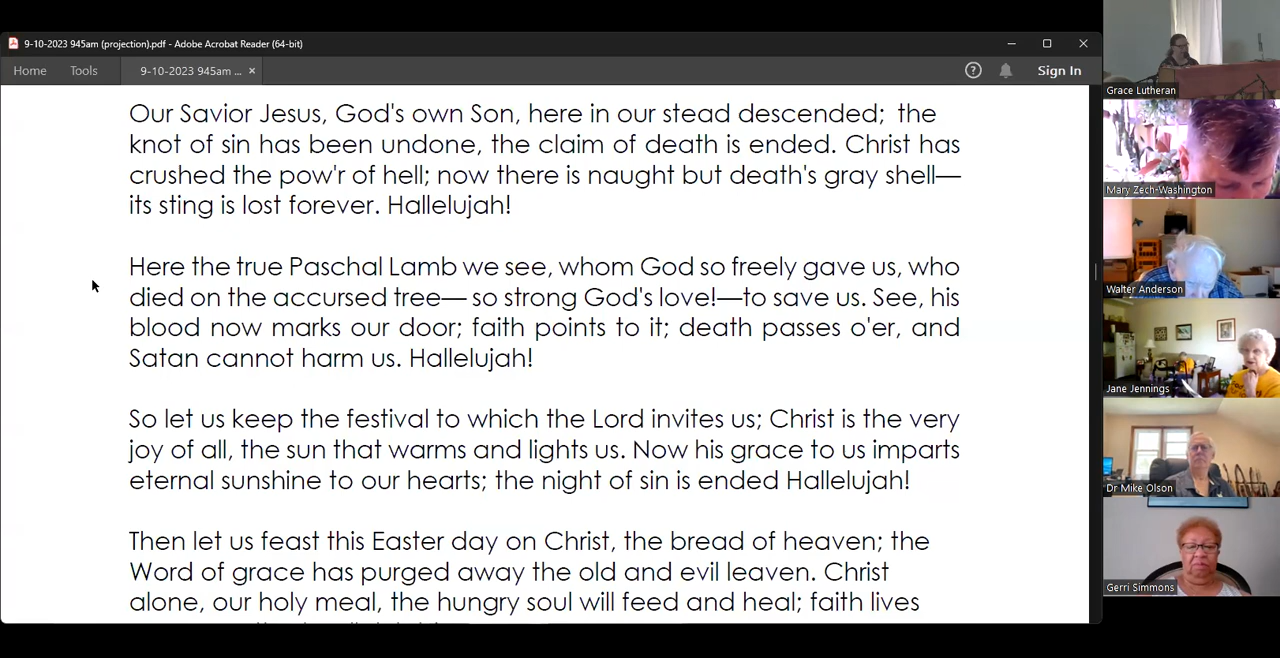 9-10-2023 945am (projection).pdf - Adobe Acrobat Reader (64-bit)
Home Tools 9-10-2023 945am ... × Sign In
Our Savior Jesus, God's own Son, here in our stead descended; the
knot of sin has been undone, the claim of death is ended. Christ has
crushed the pow'r of hell; now there is naught but death's gray shell—
its sting is lost forever. Hallelujah!
Here the true Paschal Lamb we see, whom God so freely gave us, who
died on the accursed tree— so strong God's love!—to save us. See, his
blood now marks our door; faith points to it; death passes o'er, and
Satan cannot harm us. Hallelujah!
So let us keep the festival to which the Lord invites us; Christ is the very
joy of all, the sun that warms and lights us. Now his grace to us imparts
eternal sunshine to our hearts; the night of sin is ended Hallelujah!
Then let us feast this Easter day on Christ, the bread of heaven; the
Word of grace has purged away the old and evil leaven. Christ
alone, our holy meal, the hungry soul will feed and heal; faith lives
Grace Lutheran
Mary Zech-Washington
Walter Anderson
Jane Jennings
Dr Mike Olson
Gerri Simmons